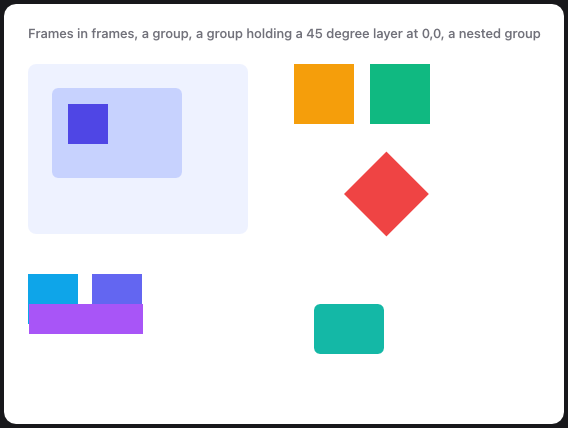 Frames in frames, a group, a group holding a 45 degree layer at 0,0, a nested group